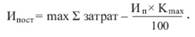 Ипост = max Σ затрат – Ип × Kmax / 100 .